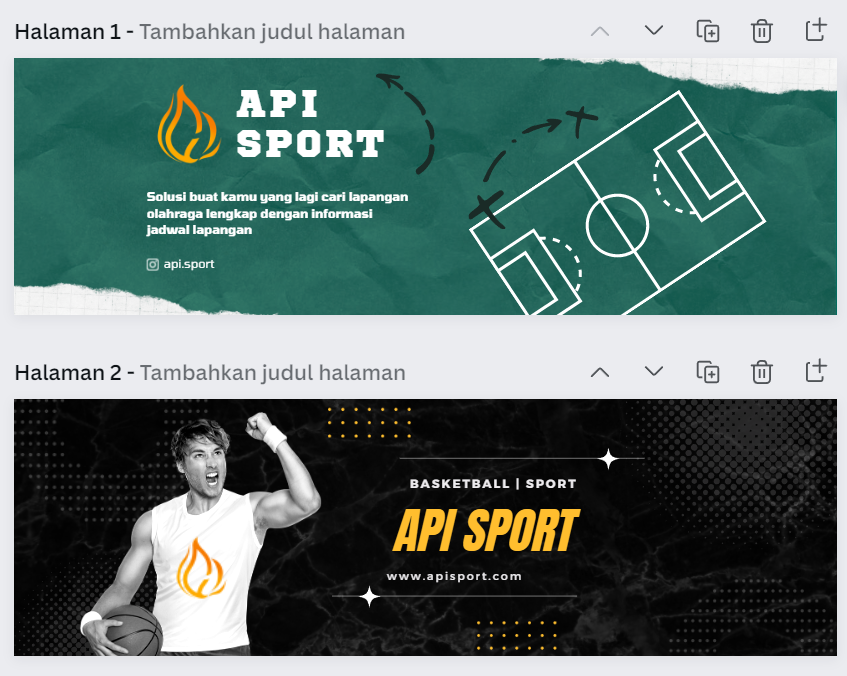 Halaman 1 - Tambahkan judul halaman
API
SPORT
Solusi buat kamu yang lagi cari lapangan
olahraga lengkap dengan informasi
jadwal lapangan
api.sport
Halaman 2 - Tambahkan judul halaman
BASKETBALL | SPORT
API SPORT
www.apisport.com